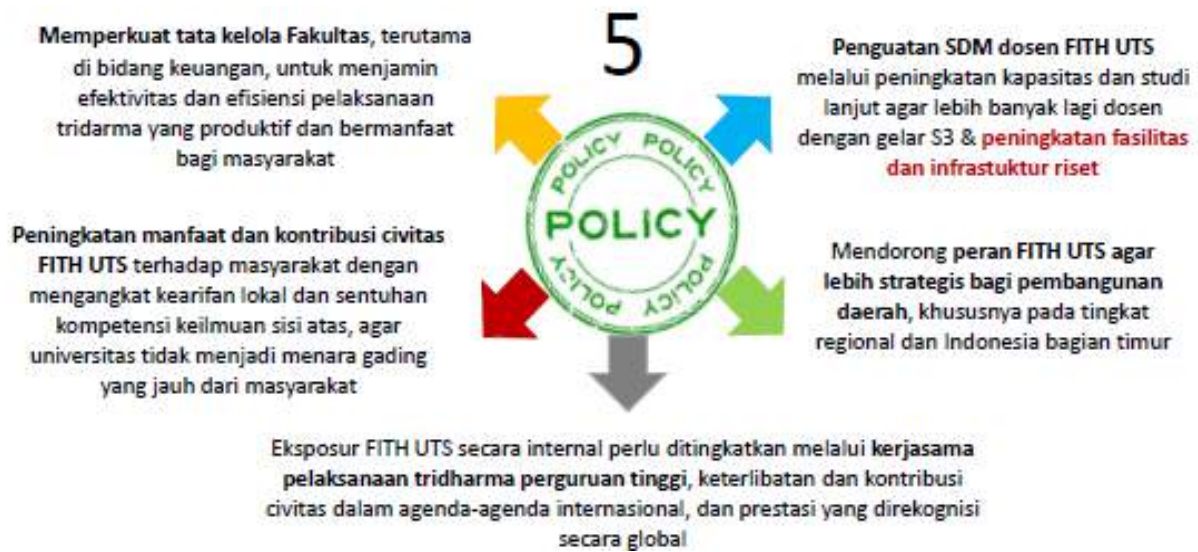 5
Memperkuat tata kelola Fakultas, terutama
di bidang keuangan, untuk menjamin
efektivitas dan efisiensi pelaksanaan
tridarma yang produktif dan bermanfaat
bagi masyarakat
Penguatan SDM dosen FITH UTS
melalui peningkatan kapasitas dan studi
lanjut agar lebih banyak lagi dosen
dengan gelar S3 & peningkatan fasilitas
dan infrastuktur riset
POLICY POLICY
POLICY
POLICY POLICY POLICY
Peningkatan manfaat dan kontribusi civitas
FITH UTS terhadap masyarakat dengan
mengangkat kearifan lokal dan sentuhan
kompetensi keilmuan sisi atas, agar
universitas tidak menjadi menara gading
yang jauh dari masyarakat
Mendorong peran FITH UTS agar
lebih strategis bagi pembangunan
daerah, khususnya pada tingkat
regional dan Indonesia bagian timur
Eksposur FITH UTS secara internal perlu ditingkatkan melalui kerjasama
pelaksanaan tridharma perguruan tinggi, keterlibatan dan kontribusi
civitas dalam agenda-agenda internasional, dan prestasi yang direkognisi
secara global